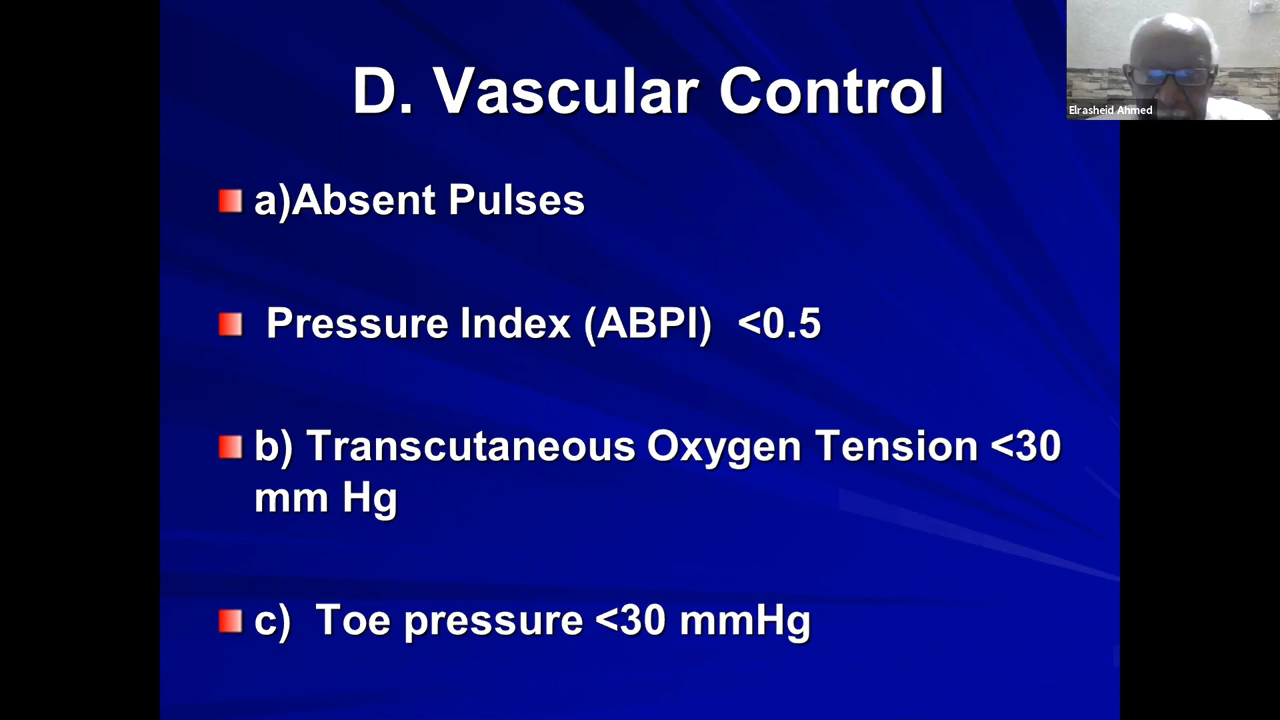 D. Vascular Control
Elrasheid Ahmed
a)Absent Pulses
Pressure Index (ABPI) <0.5
b) Transcutaneous Oxygen Tension <30
mm Hg
c) Toe pressure <30 mmHg